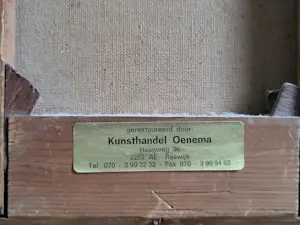 gerestaureerd door
Kunsthandel Oenema
Haagweg
2282 AE - Rijswijk
Tel. 070 - 3 99 32 32 Fax 070 - 3 99 94 60